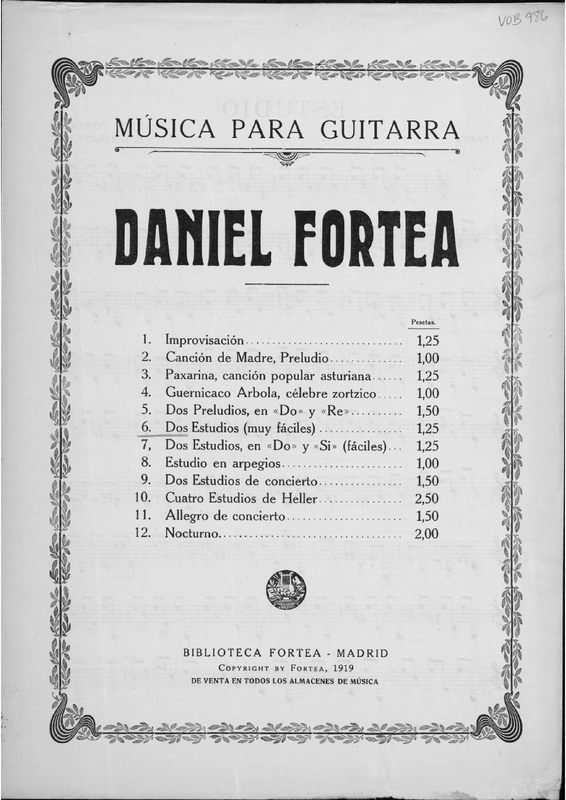 VOB 986
MÚSICA PARA GUITARRA
DANIEL FORTEA
Pesetas.
1. Improvisación............................ 1,25
2. Canción de Madre, Preludio............ 1,00
3. Paxarina, canción popular asturiana...... 1,25
4. Guernicaco Arbola, célebre zortzico.... 1,00
5. Dos Preludios, en «Do» y «Re».......... 1,50
6. Dos Estudios (muy fáciles).............. 1,25
7, Dos Estudios, en «Do» y «Si» (fáciles)... 1,25
8. Estudio en arpegios...................... 1,00
9. Dos Estudios de concierto................ 1,50
10. Cuatro Estudios de Heller................ 2,50
11. Allegro de concierto...................... 1,50
12. Nocturno.................................. 2,00
BIBLIOTECA FORTEA - MADRID
COPYRIGHT BY FORTEA, 1919
DE VENTA EN TODOS LOS ALMACENES DE MÚSICA